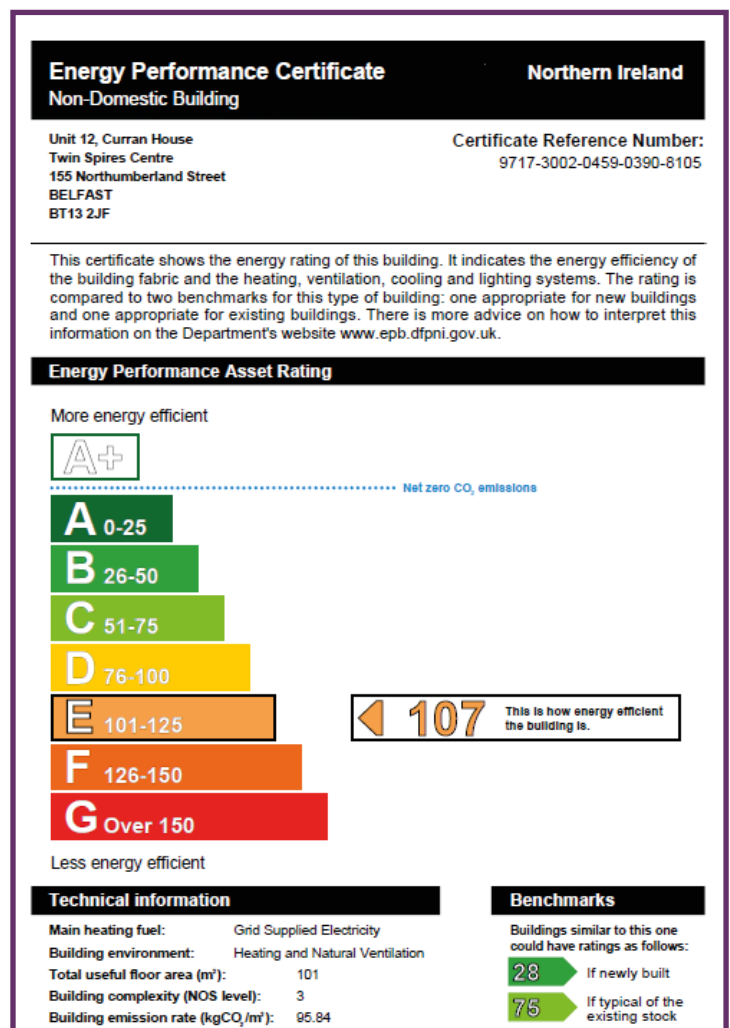 Energy Performance Certificate
Northern Ireland
Non-Domestic Building
Unit 12, Curran House
Twin Spires Centre
155 Northumberland Street
BELFAST
BT13 2JF
Certificate Reference Number:
9717-3002-0459-0390-8105
This certificate shows the energy rating of this building. It indicates the energy efficiency of
the building fabric and the heating, ventilation, cooling and lighting systems. The rating is
compared to two benchmarks for this type of building: one appropriate for new buildings
and one appropriate for existing buildings. There is more advice on how to interpret this
information on the Department's website www.epb.dfpni.gov.uk.
Energy Performance Asset Rating
More energy efficient
A+
Net zero CO₂ emissions
A 0-25
B 26-50
C 51-75
D 76-100
E 101-125
107 This is how energy efficient
the building is.
F 126-150
G Over 150
Less energy efficient
Technical information
Main heating fuel: Grid Supplied Electricity
Building environment: Heating and Natural Ventilation
Total useful floor area (m²): 101
Building complexity (NOS level): 3
Building emission rate (kgCO₂/m²): 95.84
Benchmarks
Buildings similar to this one
could have ratings as follows:
28 If newly built
75 If typical of the
existing stock